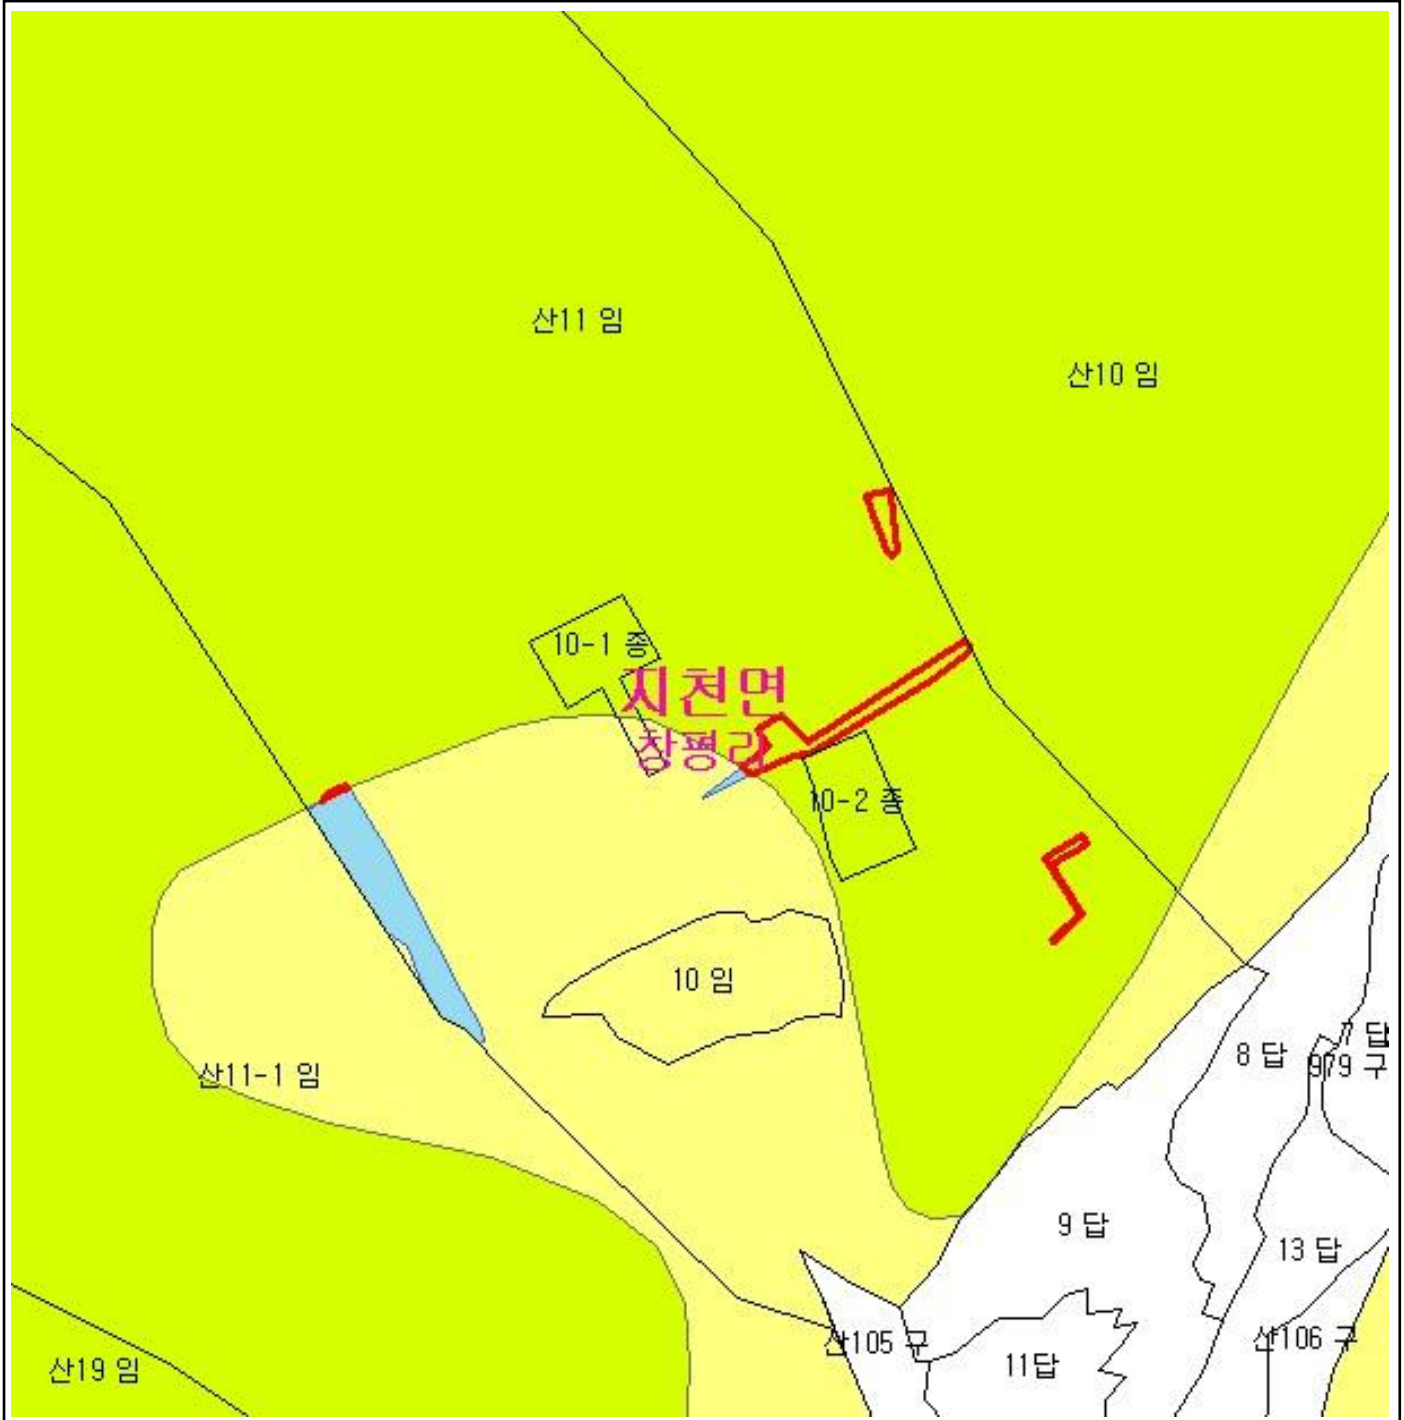 산11 임
산10 임
10-1 종
지천면
창평리
10-2 종
10 임
7 답
8 답
979 구
산11-1 임
9 답
13 답
산105 구
산106 구
11답
산19 임